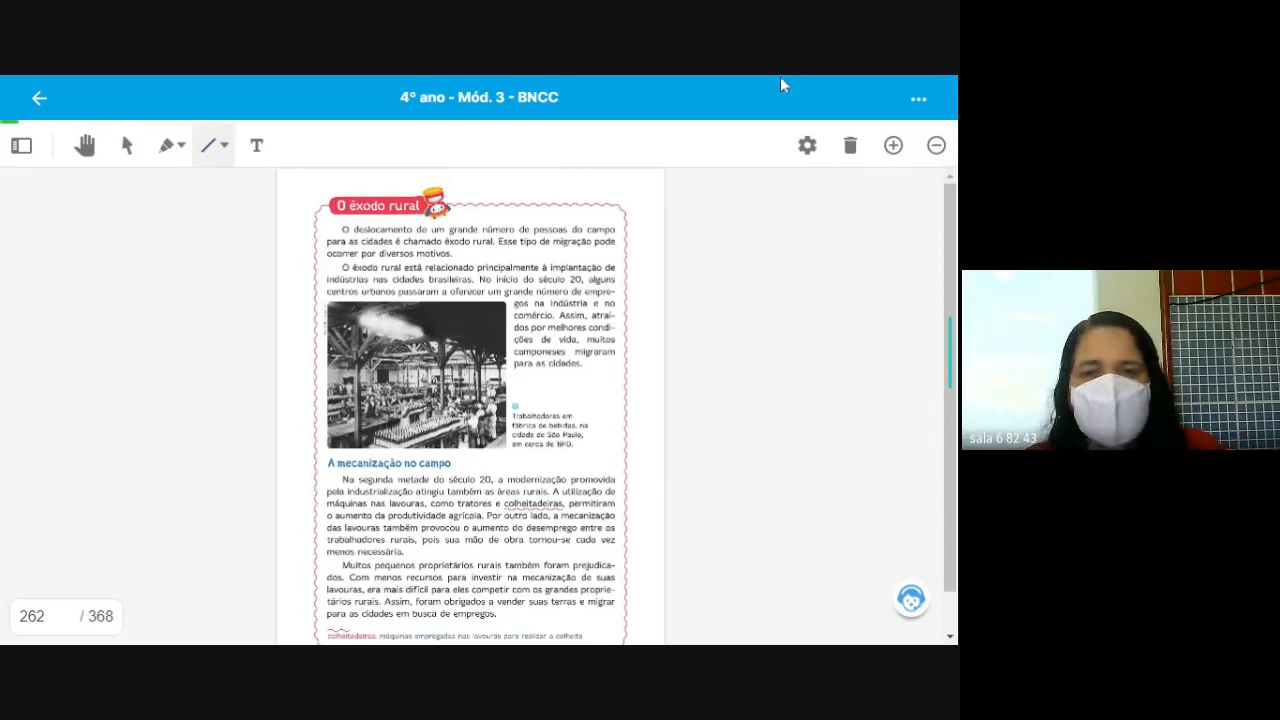 4º ano - Mód. 3 - BNCC
T
O êxodo rural
O deslocamento de um grande número de pessoas do campo
para as cidades é chamado êxodo rural. Esse tipo de migração pode
ocorrer por diversos motivos.
O êxodo rural está relacionado principalmente à implantação de
indústrias nas cidades brasileiras. No início do século 20, alguns
centros urbanos passaram a oferecer um grande número de empre-
gos na indústria e no
comércio. Assim, atraí-
dos por melhores condi-
ções de vida, muitos
camponeses migraram
para as cidades.
Trabalhadores em
fábrica de bebidas, na
cidade de São Paulo,
em cerca de 1910.
A mecanização no campo
Na segunda metade do século 20, a modernização promovida
pela industrialização atingiu também as áreas rurais. A utilização de
máquinas nas lavouras, como tratores e colheitadeiras, permitiram
o aumento da produtividade agrícola. Por outro lado, a mecanização
das lavouras também provocou o aumento do desemprego entre os
trabalhadores rurais, pois sua mão de obra tornou-se cada vez
menos necessária.
Muitos pequenos proprietários rurais também foram prejudica-
dos. Com menos recursos para investir na mecanização de suas
lavouras, era mais difícil para eles competir com os grandes proprie-
tários rurais. Assim, foram obrigados a vender suas terras e migrar
para as cidades em busca de empregos.
colheitadeiras: máquinas empregadas nas lavouras para realizar a colheita
262 / 368
sala 6 82 43